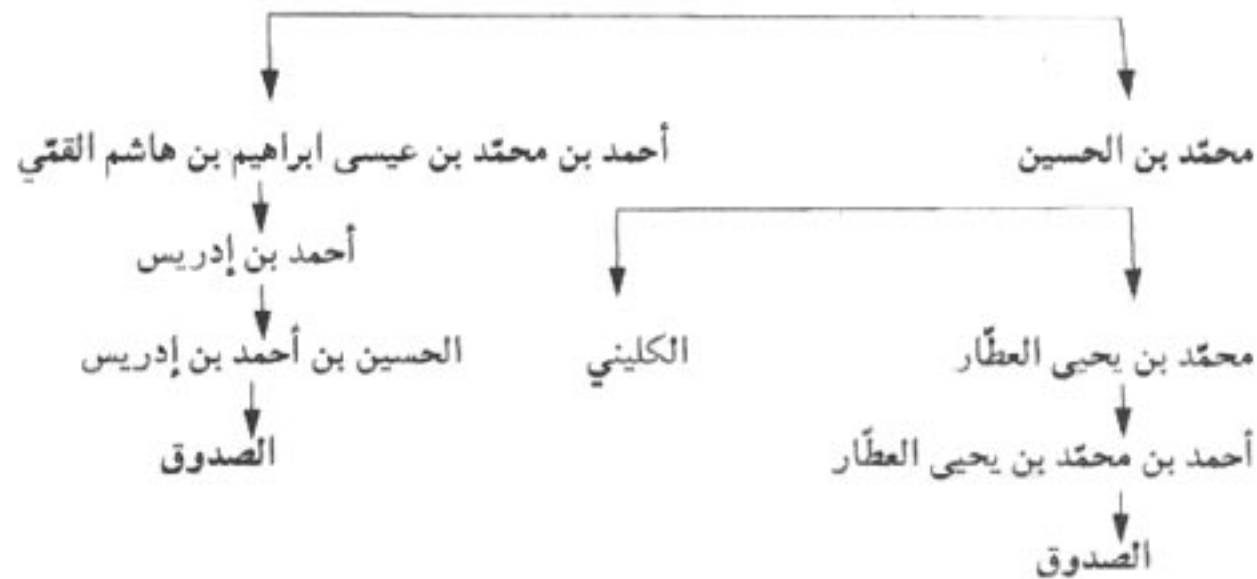 محمّد بن الحسين أحمد بن محمّد بن عيسى ابراهيم بن هاشم القمّي
أحمد بن إدريس
محمّد بن يحيى العطّار الكليني الحسين بن أحمد بن إدريس
أحمد بن محمّد بن يحيى العطّار الصدوق
الصدوق